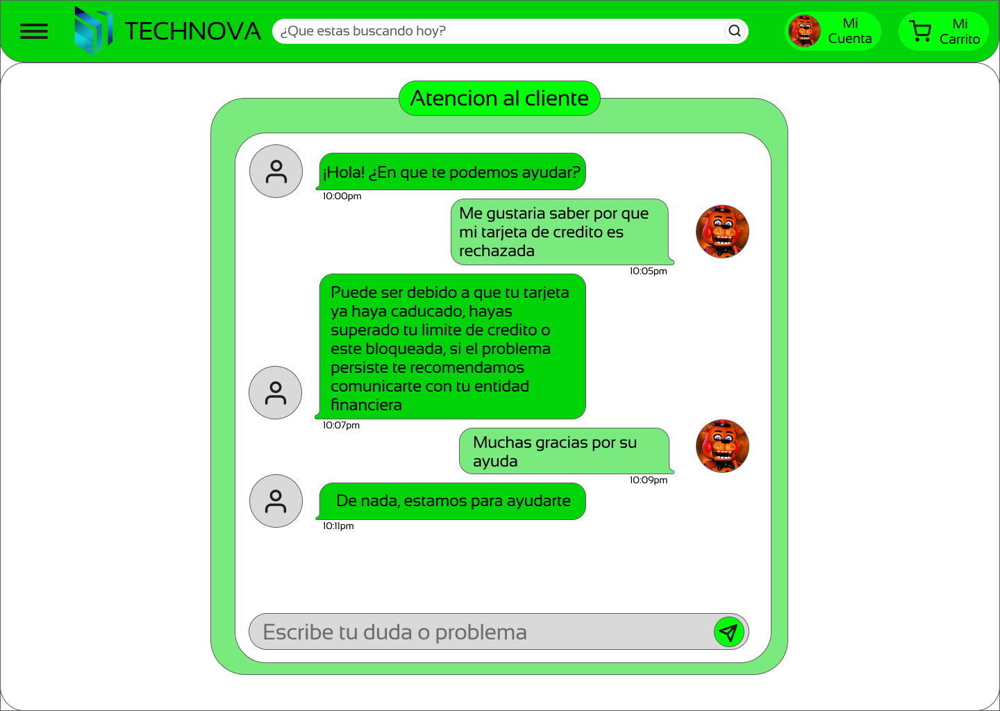 TECHNOVA
¿Que estas buscando hoy?
Mi
Cuenta
Mi
Carrito
Atencion al cliente
¡Hola! ¿En que te podemos ayudar?
10:00pm
Me gustaria saber por que
mi tarjeta de credito es
rechazada
10:05pm
Puede ser debido a que tu tarjeta
ya haya caducado, hayas
superado tu limite de credito o
este bloqueada, si el problema
persiste te recomendamos
comunicarte con tu entidad
financiera
10:07pm
Muchas gracias por su
ayuda
10:09pm
De nada, estamos para ayudarte
10:11pm
Escribe tu duda o problema